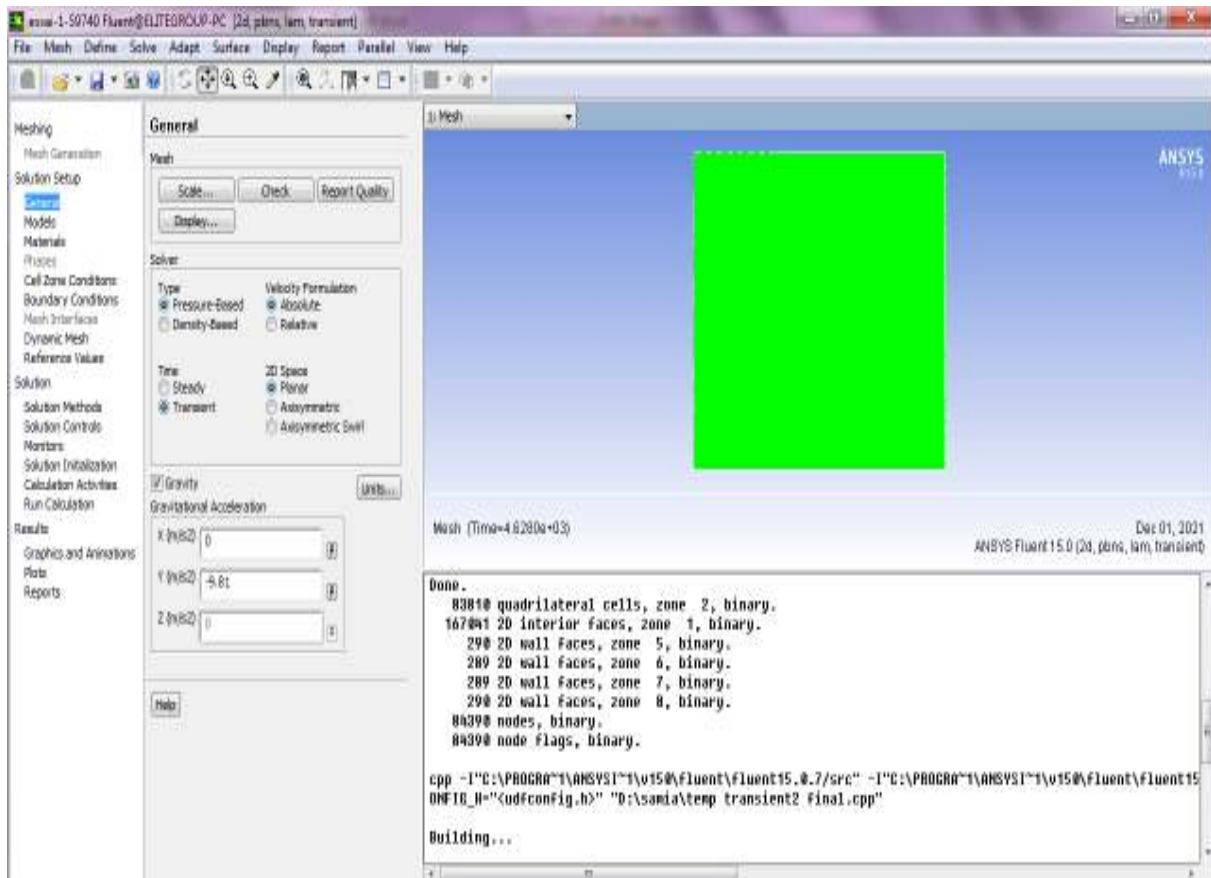 essai-1-59740 Fluent@ELITEGROUP-PC [2d, pbns, lam, transient]
File Mesh Define Solve Adapt Surface Display Report Parallel View Help
Meshing
Mesh Generation
Solution Setup
General
Models
Materials
Phases
Cell Zone Conditions
Boundary Conditions
Mesh Interfaces
Dynamic Mesh
Reference Values
Solution
Solution Methods
Solution Controls
Monitors
Solution Initialization
Calculation Activities
Run Calculation
Results
Graphics and Animations
Plots
Reports
General
Mesh
Scale... Check Report Quality
Display...
Solver
Type Velocity Formulation
Pressure-Based Absolute
Density-Based Relative
Time 2D Space
Steady Planar
Transient Axisymmetric
Axisymmetric Swirl
Gravity Units...
Gravitational Acceleration
X (m/s2) 0
Y (m/s2) -9.81
Z (m/s2) 0
Help
1: Mesh
ANSYS
R15.0
Mesh (Time=4.6280e+03)
Dec 01, 2021
ANSYS Fluent 15.0 (2d, pbns, lam, transient)
Done.
83810 quadrilateral cells, zone 2, binary.
167041 2D interior faces, zone 1, binary.
290 2D wall faces, zone 5, binary.
289 2D wall faces, zone 6, binary.
289 2D wall faces, zone 7, binary.
290 2D wall faces, zone 8, binary.
84390 nodes, binary.
84390 node flags, binary.
cpp -I"C:\PROGRA~1\ANSYSI~1\v150\fluent\fluent15.0.7/src" -I"C:\PROGRA~1\ANSYSI~1\v150\fluent\fluent15
ONFIG_H="<udfconfig.h>" "D:\samia\temp transient2 final.cpp"
Building...